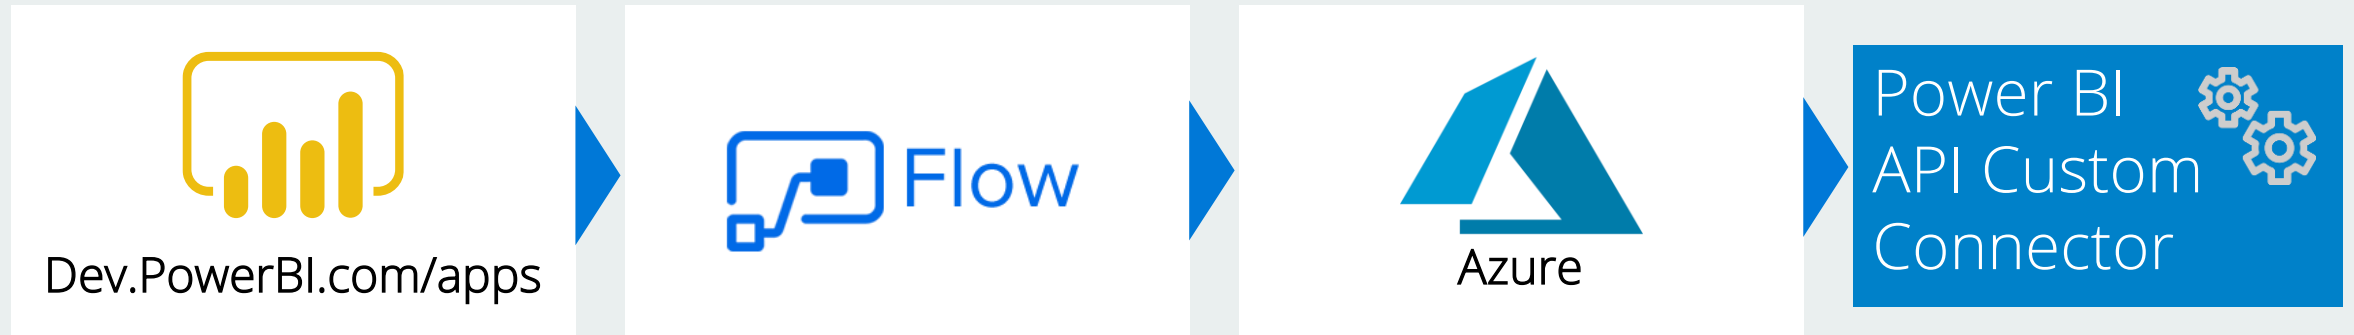 Dev.PowerBI.com/apps
Flow
Azure
Power BI
API Custom
Connector